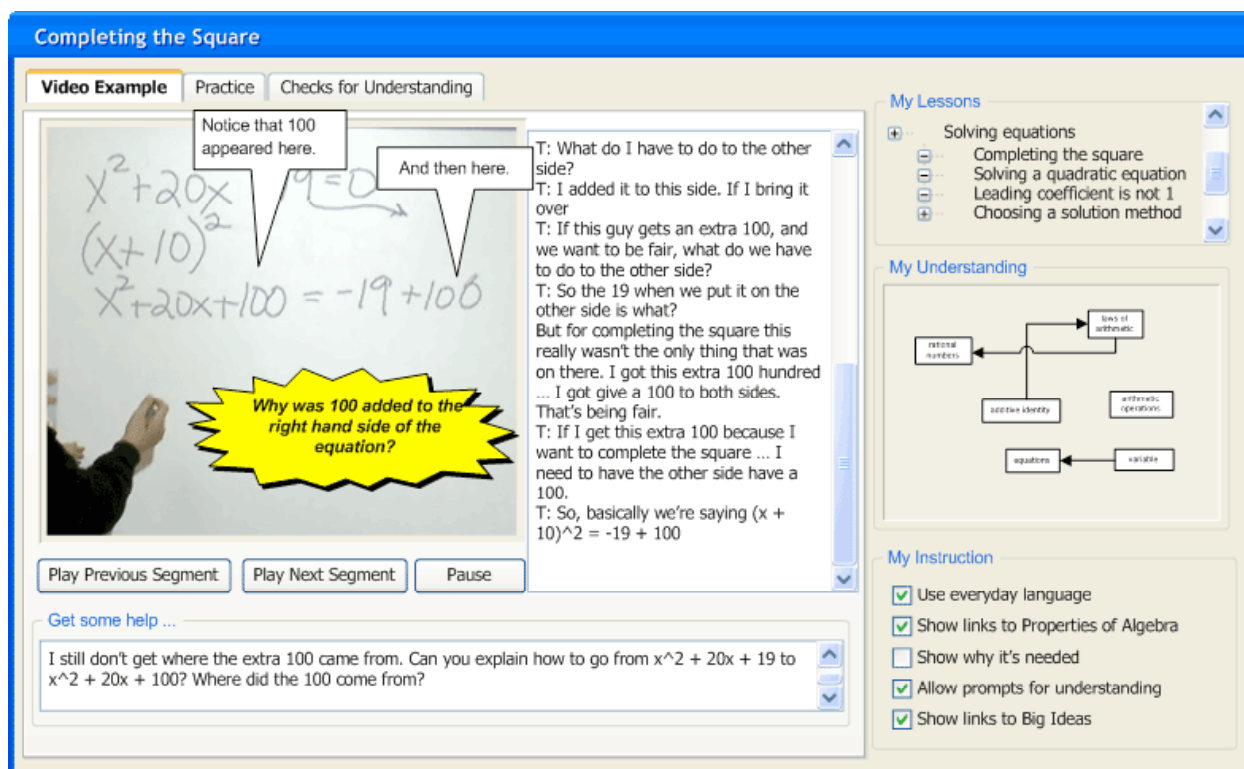 Completing the Square
Video Example
Practice
Checks for Understanding
Notice that 100
appeared here.
And then here.
x^2+20x 9=0
(x+10)^2
x^2+20x+100 = -19+100
Why was 100 added to the
right hand side of the
equation?
T: What do I have to do to the other
side?
T: I added it to this side. If I bring it
over
T: If this guy gets an extra 100, and
we want to be fair, what do we have
to do to the other side?
T: So the 19 when we put it on the
other side is what?
But for completing the square this
really wasn't the only thing that was
on there. I got this extra 100 hundred
... I got give a 100 to both sides.
That's being fair.
T: If I get this extra 100 because I
want to complete the square ... I
need to have the other side have a
100.
T: So, basically we're saying (x +
10)^2 = -19 + 100
Play Previous Segment
Play Next Segment
Pause
Get some help ...
I still don't get where the extra 100 came from. Can you explain how to go from x^2 + 20x + 19 to
x^2 + 20x + 100? Where did the 100 come from?
My Lessons
Solving equations
Completing the square
Solving a quadratic equation
Leading coefficient is not 1
Choosing a solution method
My Understanding
laws of
arithmetic
rational
numbers
additive identity
arithmetic
operations
equations
variable
My Instruction
Use everyday language
Show links to Properties of Algebra
Show why it's needed
Allow prompts for understanding
Show links to Big Ideas